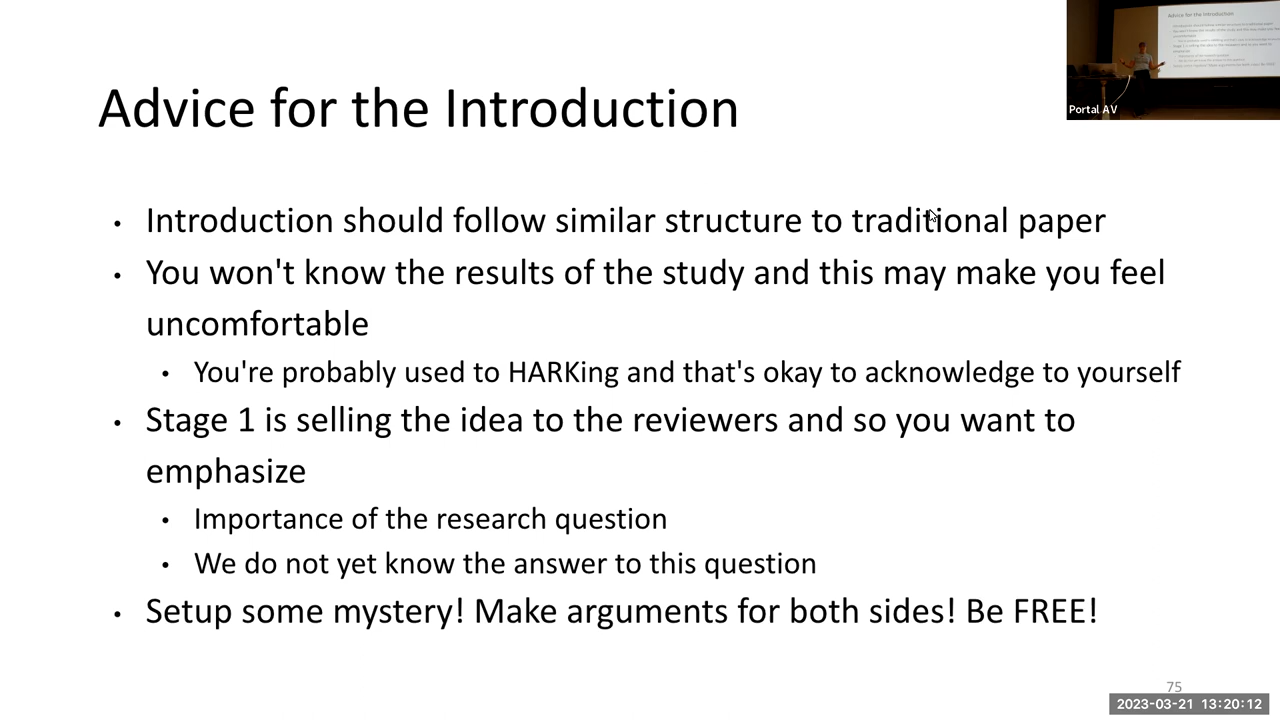 Advice for the Introduction
Portal AV
• Introduction should follow similar structure to traditional paper
• You won't know the results of the study and this may make you feel
uncomfortable
• You're probably used to HARKing and that's okay to acknowledge to yourself
• Stage 1 is selling the idea to the reviewers and so you want to
emphasize
• Importance of the research question
• We do not yet know the answer to this question
• Setup some mystery! Make arguments for both sides! Be FREE!
75
2023-03-21 13:20:12